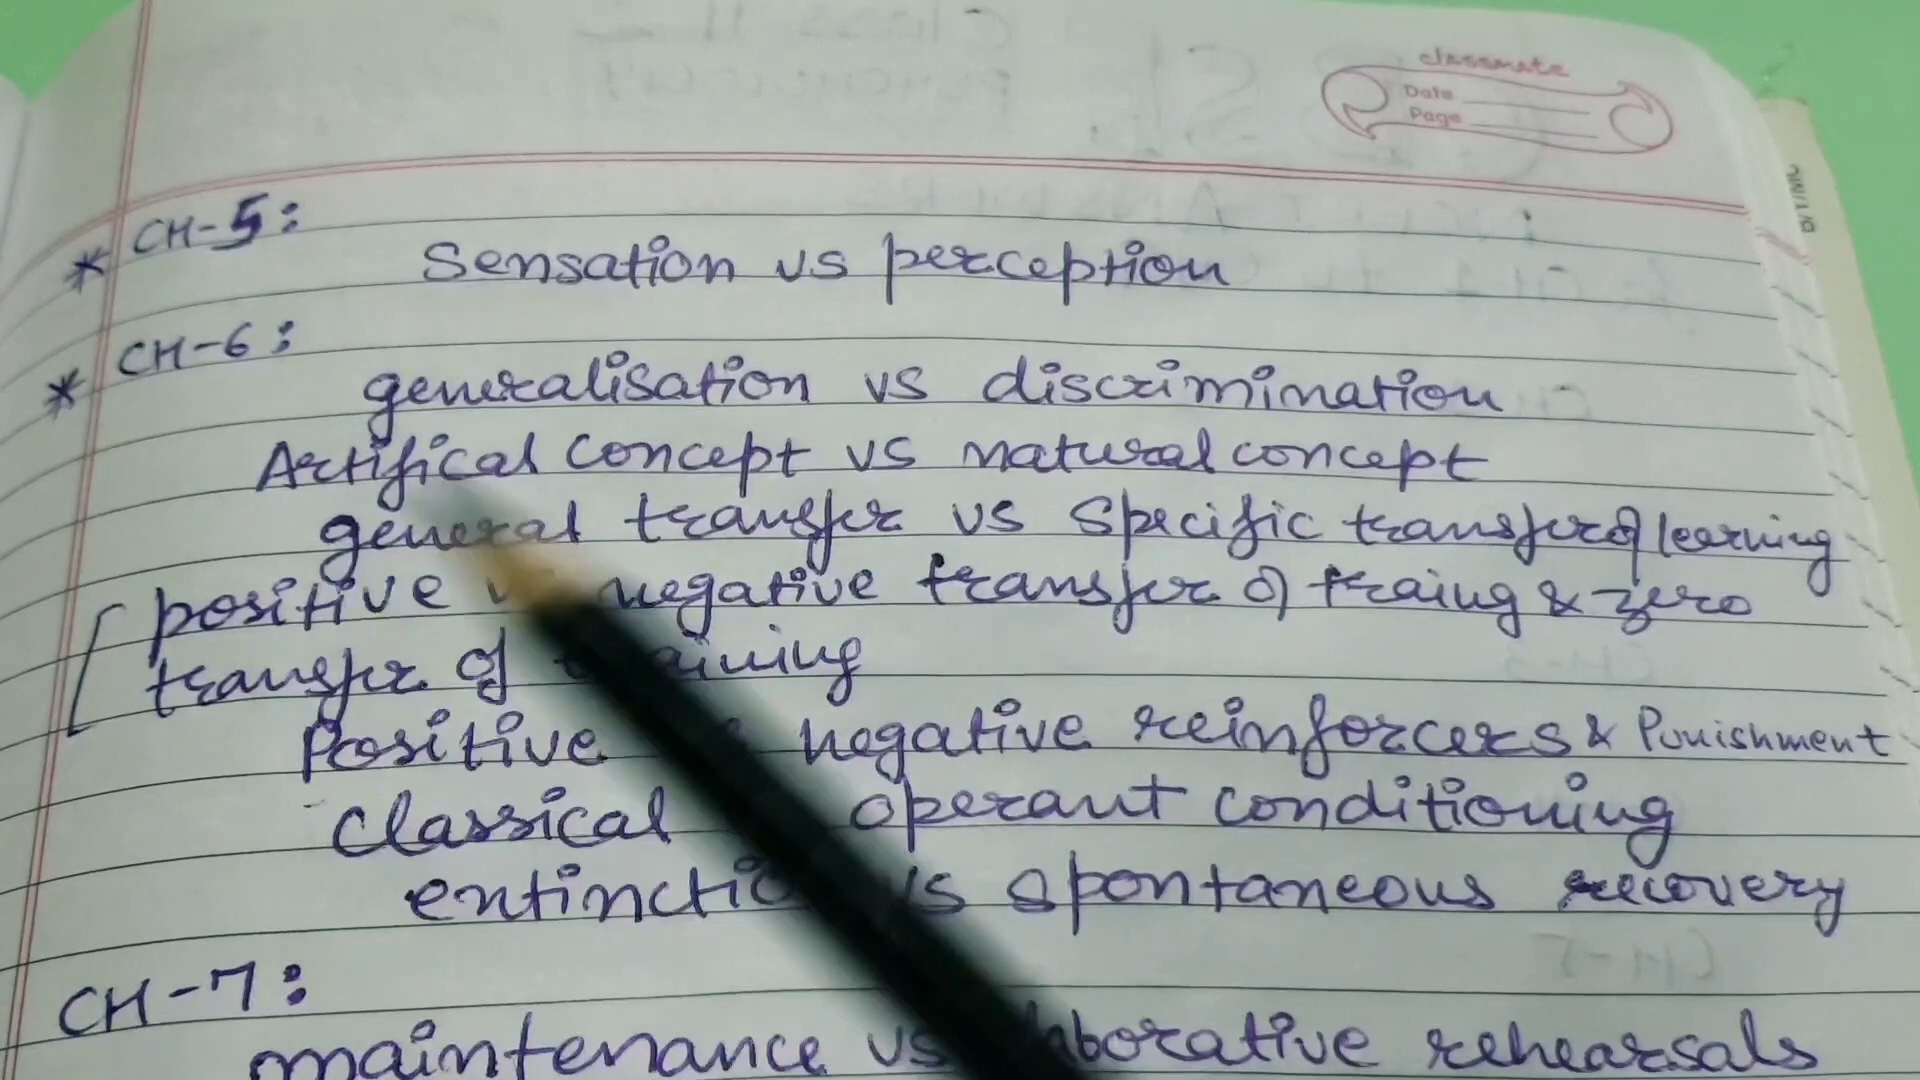 classmate
Date
Page
* CH-5:
Sensation vs perception
* CH-6:
generalisation vs discrimination
Artifical concept vs natural concept
general transfer vs specific transfer of learning
positive negative transfer of traing & zero
transfer of
Positive negative reinforcers & Punishment
classical operant conditioning
vs spontaneous recovery
CH-7:
maintenance vs rehearsals